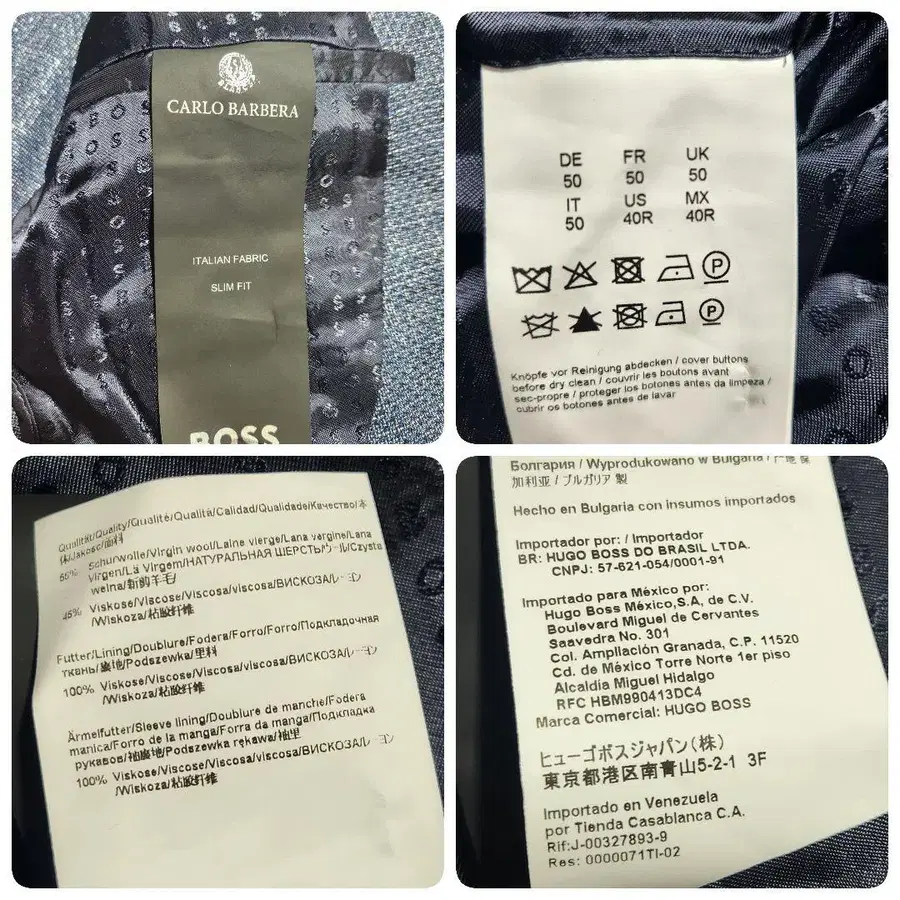 CARLO BARBERA
ITALIAN FABRIC
SLIM FIT
BOSS
DE FR UK
50 50 50
IT US MX
50 40R 40R
P
P
Knöpfe vor Reinigung abdecken / cover buttons
before dry clean / couvrir les boutons avant
sec-propre / proteger los botones antes da limpeza /
cubrir os botones antes de lavar
Qualität/Quality/Qualité/Qualità/Calidad/Qualidade/Качество/本
体/Jakość/面料
55% Schurwolle/Virgin wool/Laine vierge/Lana vergine/Lana
virgen/Lã Virgem/НАТУРАЛЬНАЯ ШЕРСТЬ/ウール/Czysta
wełna/新的羊毛/
45% Viskose/Viscose/Viscosa/viscosa/ВИСКОЗА/レーヨン
/Wiskoza/粘胶纤维
Futter/Lining/Doublure/Fodera/Forro/Forro/Подкладочная
ткань/裏地/Podszewka/里料
100% Viskose/Viscose/Viscosa/viscosa/ВИСКОЗА/レーヨン
/Wiskoza/粘胶纤维
Ärmelfutter/Sleeve lining/Doublure de manche/Fodera
manica/Forro de la manga/Forra da manga/Подкладка
рукавов/袖裏地/Podszewka rękawa/袖里
100% Viskose/Viscose/Viscosa/viscosa/ВИСКОЗА/レーヨン
/Wiskoza/粘胶纤维
Болгария / Wyprodukowano w Bulgaria /
加利亚 / ブルガリア 製
Hecho en Bulgaria con insumos importados
Importador por: / Importador
BR: HUGO BOSS DO BRASIL LTDA.
CNPJ: 57-621-054/0001-91
Importado para México por:
Hugo Boss México,S.A, de C.V.
Boulevard Miguel de Cervantes
Saavedra No. 301
Col. Ampliación Granada, C.P. 11520
Cd. de México Torre Norte 1er piso
Alcaldia Miguel Hidalgo
RFC HBM990413DC4
Marca Comercial: HUGO BOSS
ヒューゴボスジャパン(株)
東京都港区南青山5-2-1 3F
Importado en Venezuela
por Tienda Casablanca C.A.
Rif:J-00327893-9
Res: 0000071TI-02